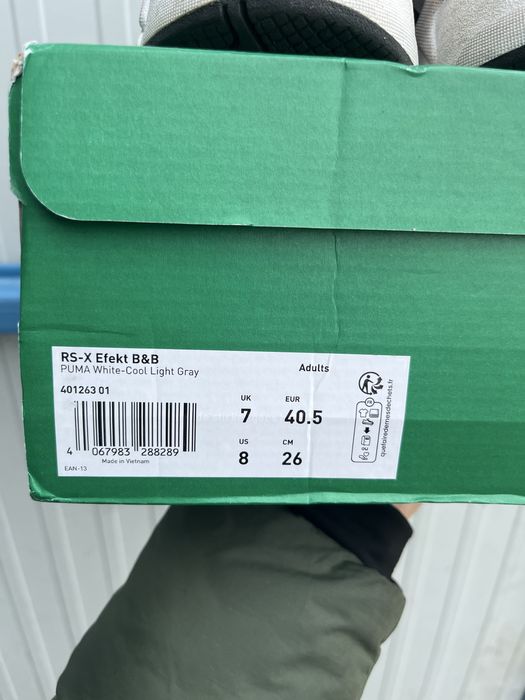 RS-X Efekt B&B
PUMA White-Cool Light Gray
Adults
401263 01
UK
7
EUR
40.5
US
8
CM
26
4 067983 288289
Made in Vietnam
EAN-13
FR
quefairedemesdechets.fr